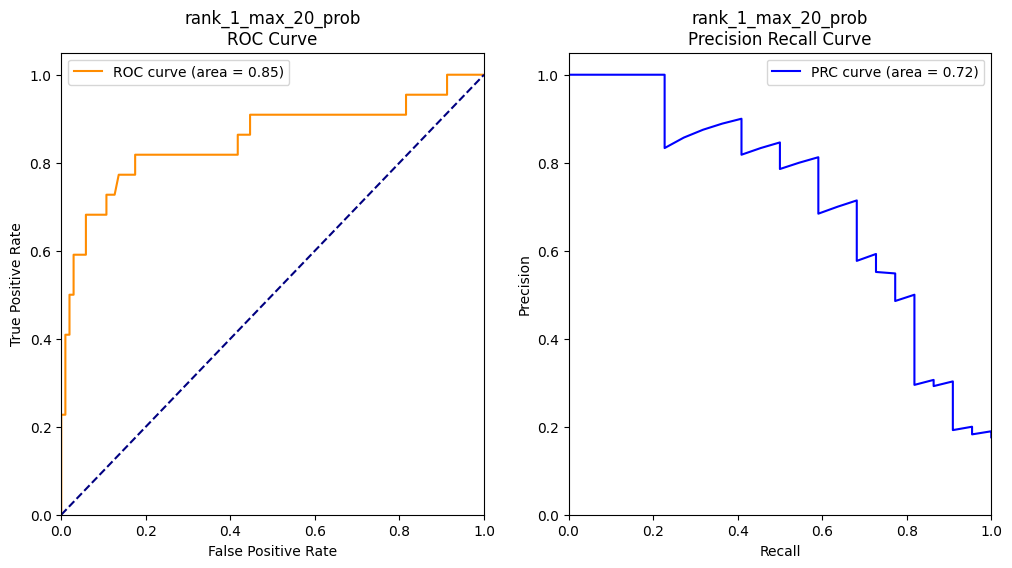 rank_1_max_20_prob
ROC Curve
ROC curve (area = 0.85)
True Positive Rate
1.0
0.8
0.6
0.4
0.2
0.0
0.0 0.2 0.4 0.6 0.8 1.0
False Positive Rate
rank_1_max_20_prob
Precision Recall Curve
PRC curve (area = 0.72)
Precision
1.0
0.8
0.6
0.4
0.2
0.0
0.0 0.2 0.4 0.6 0.8 1.0
Recall